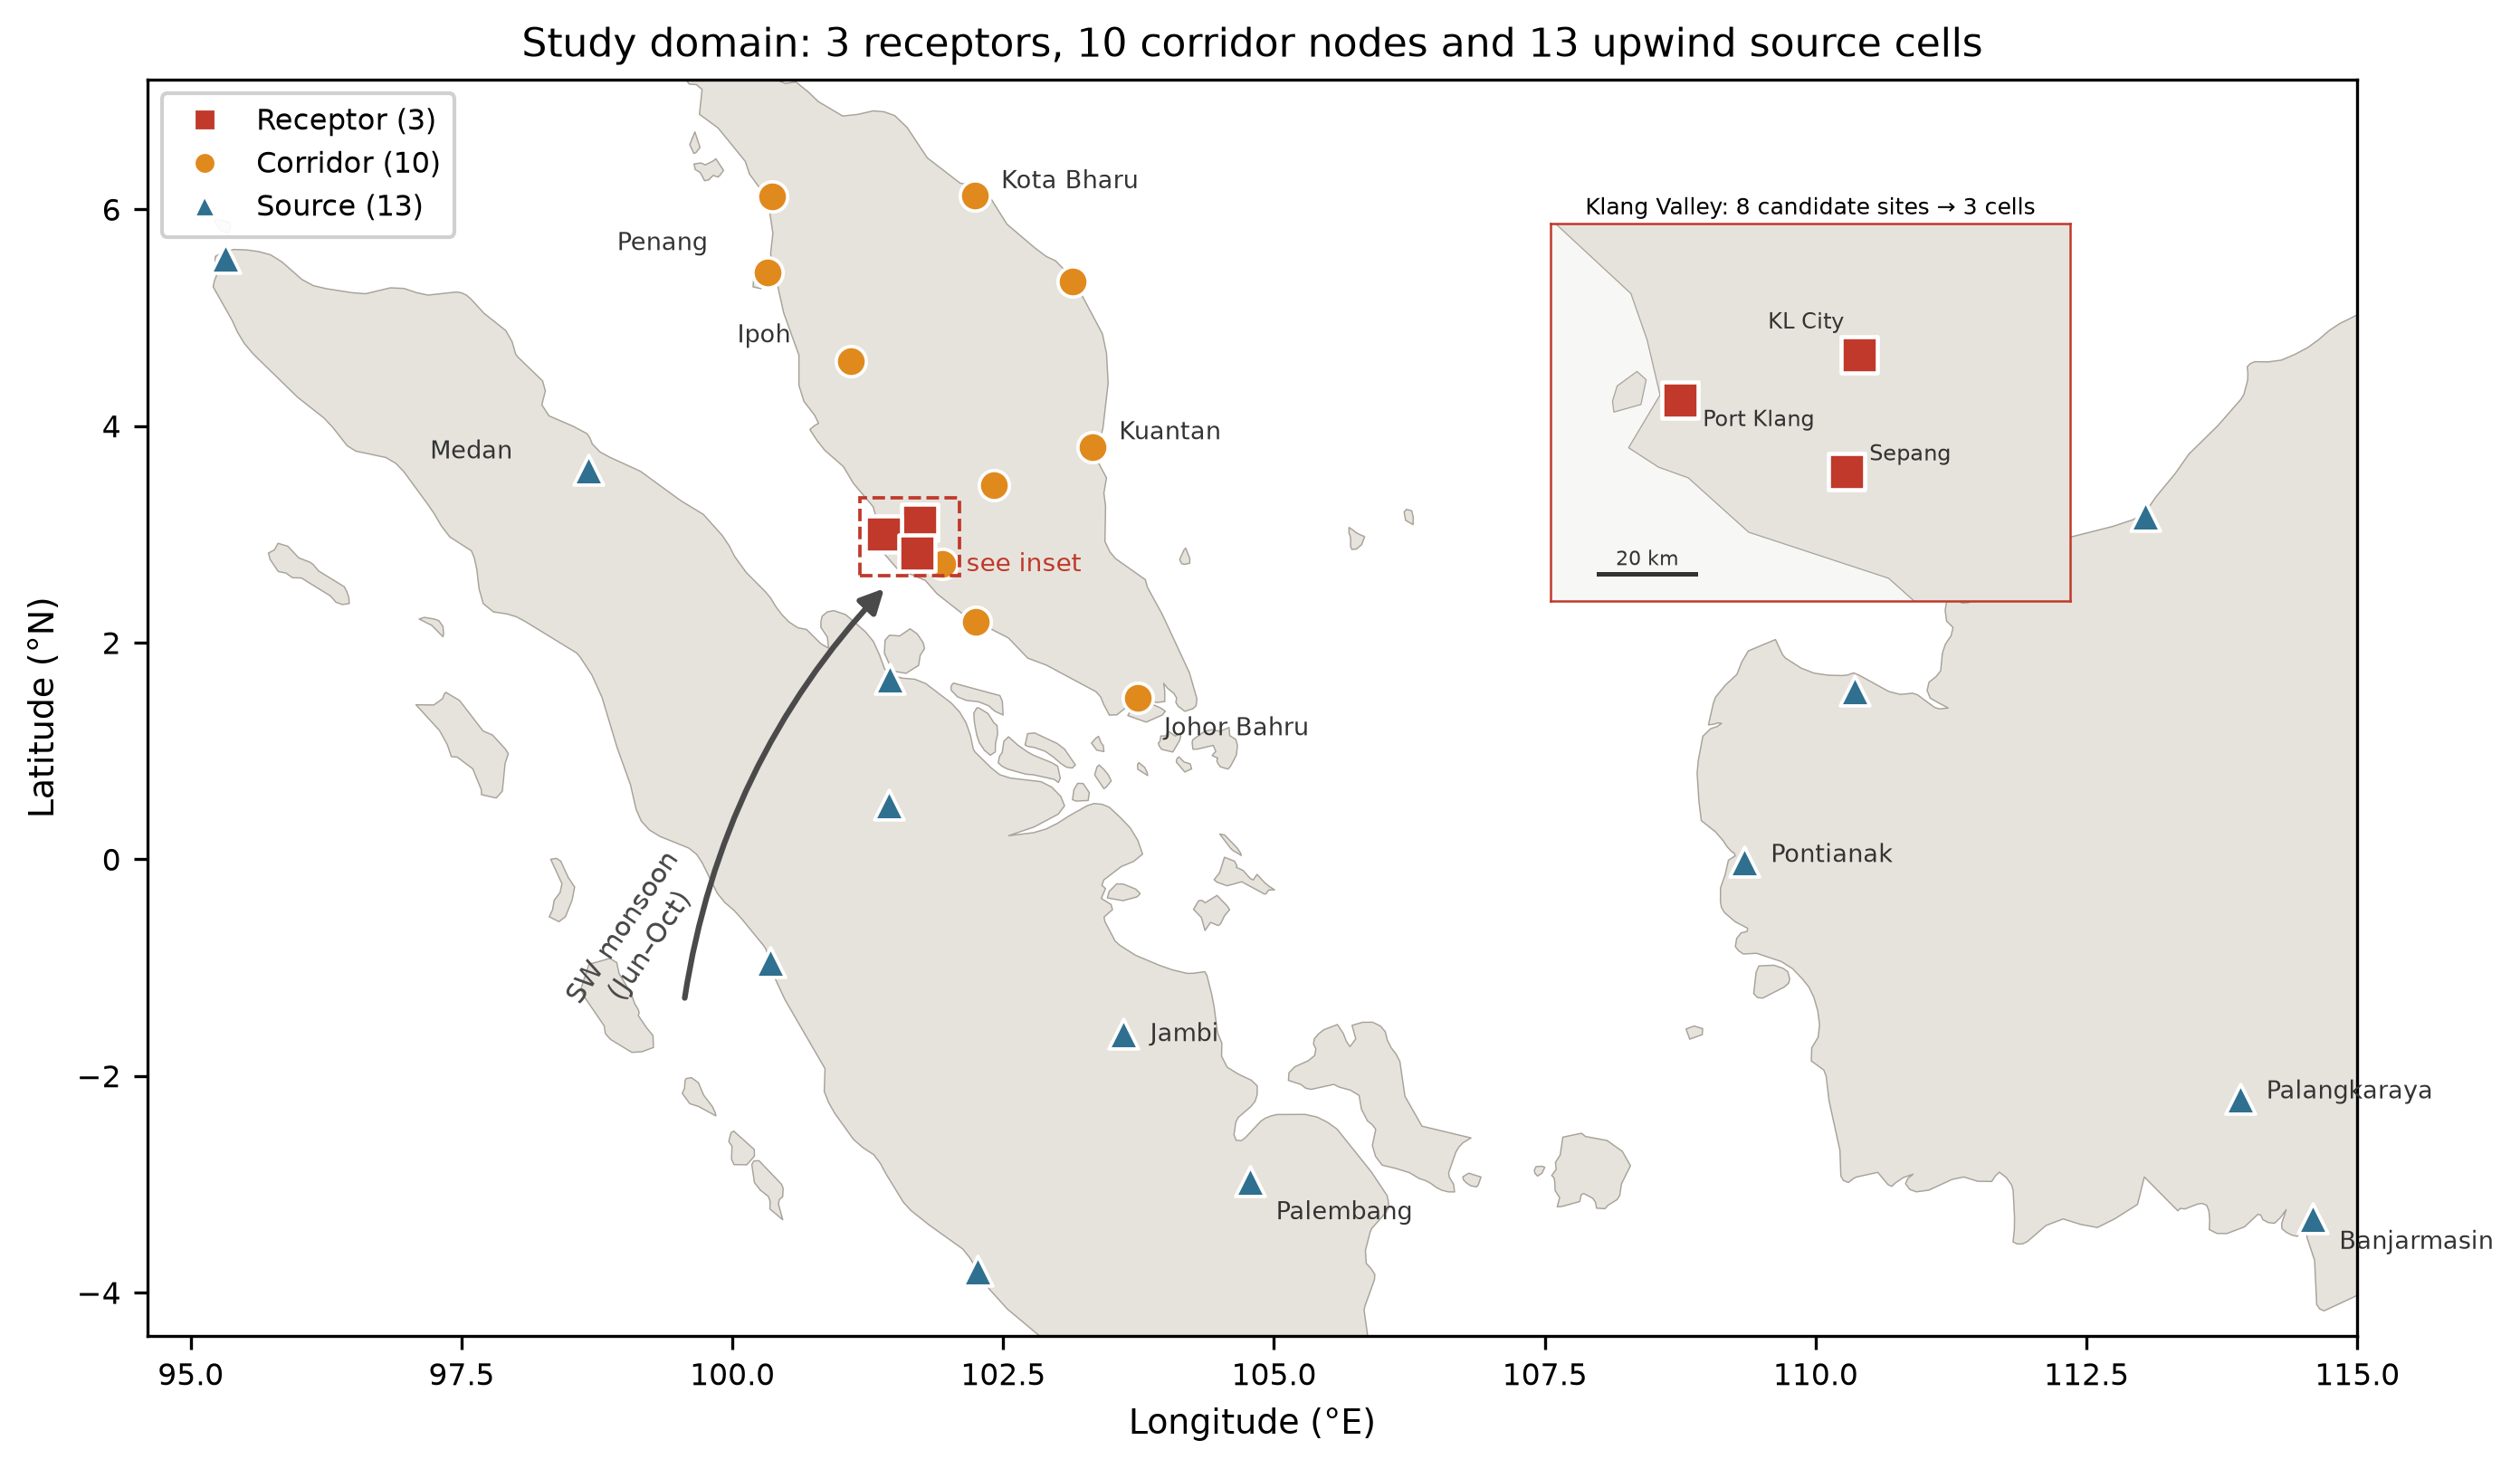 Study domain: 3 receptors, 10 corridor nodes and 13 upwind source cells
Receptor (3)
Corridor (10)
Source (13)
Kota Bharu
Penang
Ipoh
Kuantan
Medan
see inset
Johor Bahru
Klang Valley: 8 candidate sites → 3 cells
KL City
Port Klang
Sepang
20 km
SW monsoon
(Jun–Oct)
Pontianak
Jambi
Palangkaraya
Palembang
Banjarmasin
Latitude (°N)
6
4
2
0
−2
−4
95.0 97.5 100.0 102.5 105.0 107.5 110.0 112.5 115.0
Longitude (°E)